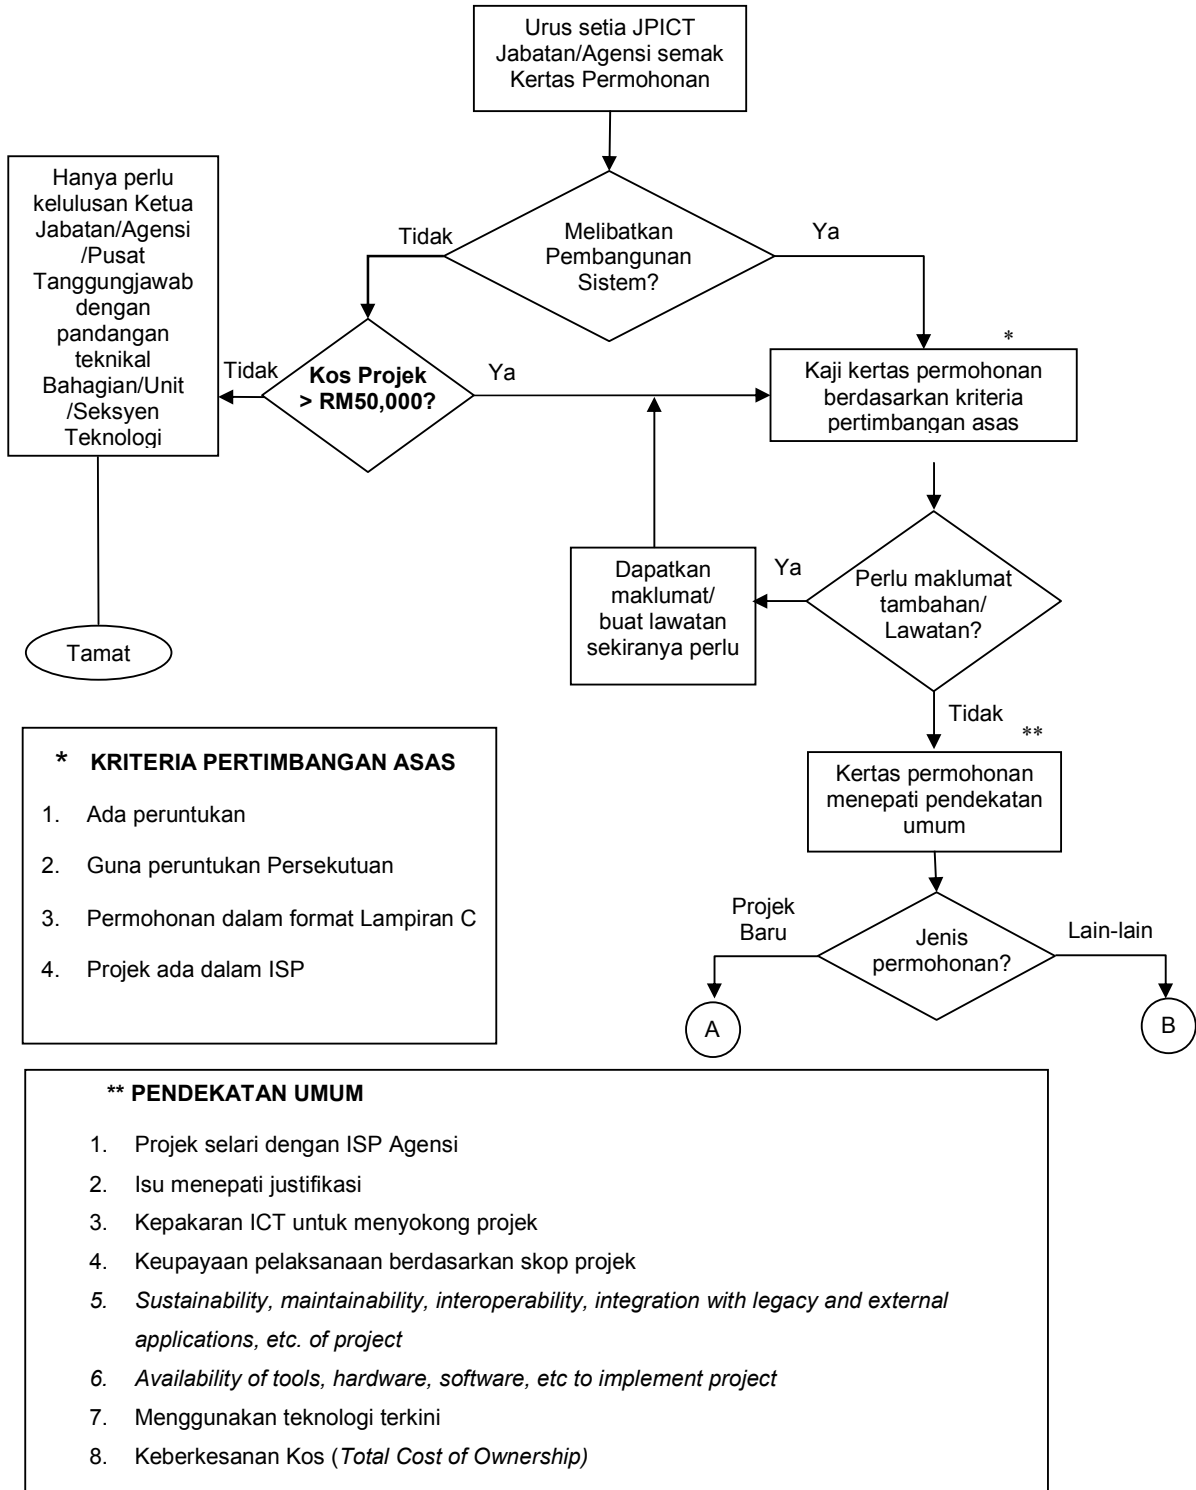 Urus setia JPICT
Jabatan/Agensi semak
Kertas Permohonan
Hanya perlu
kelulusan Ketua
Jabatan/Agensi
/Pusat
Tanggungjawab
dengan
pandangan
teknikal
Bahagian/Unit
/Seksyen
Teknologi
Tidak
Melibatkan
Pembangunan
Sistem?
Ya
Tidak
Kos Projek
> RM50,000?
Ya
*
Kaji kertas permohonan
berdasarkan kriteria
pertimbangan asas
Dapatkan
maklumat/
buat lawatan
sekiranya perlu
Ya
Perlu maklumat
tambahan/
Lawatan?
Tamat
Tidak
**
Kertas permohonan
menepati pendekatan
umum
Projek
Baru
Jenis
permohonan?
Lain-lain
A
B
* KRITERIA PERTIMBANGAN ASAS
1. Ada peruntukan
2. Guna peruntukan Persekutuan
3. Permohonan dalam format Lampiran C
4. Projek ada dalam ISP
** PENDEKATAN UMUM
1. Projek selari dengan ISP Agensi
2. Isu menepati justifikasi
3. Kepakaran ICT untuk menyokong projek
4. Keupayaan pelaksanaan berdasarkan skop projek
5. Sustainability, maintainability, interoperability, integration with legacy and external
applications, etc. of project
6. Availability of tools, hardware, software, etc to implement project
7. Menggunakan teknologi terkini
8. Keberkesanan Kos (Total Cost of Ownership)